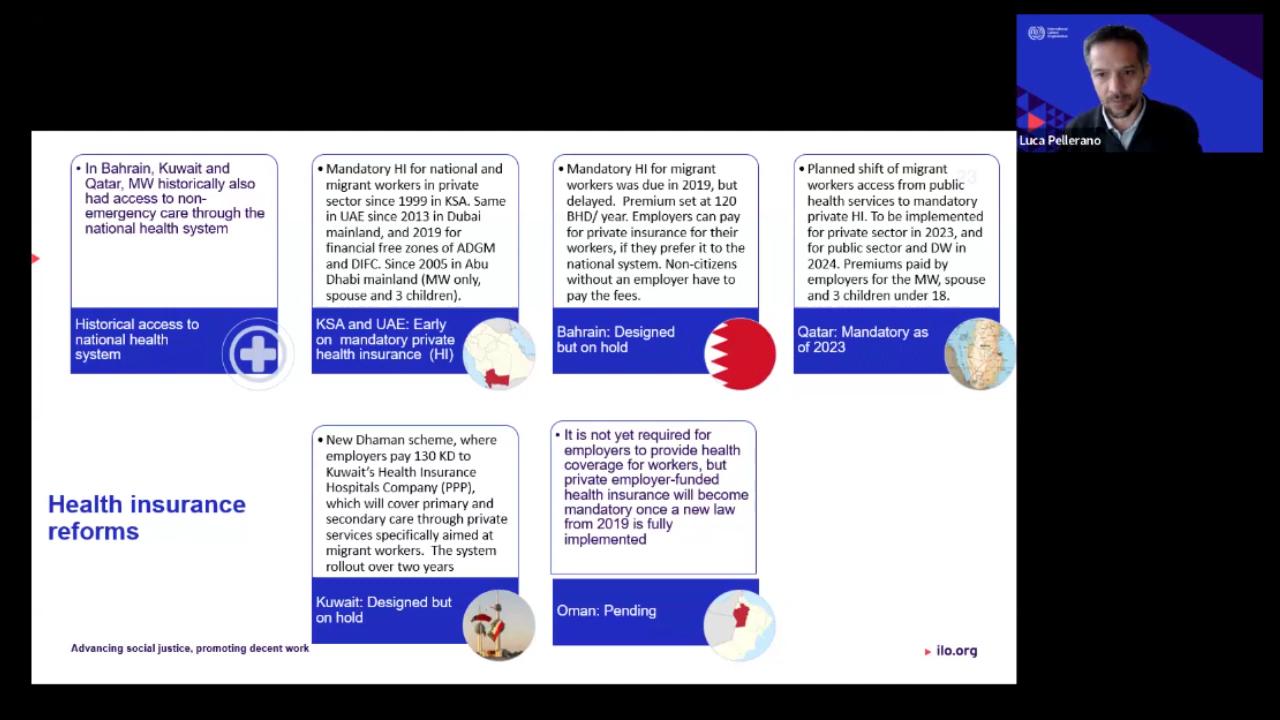 International
Labour
Organization
Luca Pellerano
23
• In Bahrain, Kuwait and
Qatar, MW historically also
had access to non-
emergency care through the
national health system
Historical access to
national health
system
• Mandatory HI for national and
migrant workers in private
sector since 1999 in KSA. Same
in UAE since 2013 in Dubai
mainland, and 2019 for
financial free zones of ADGM
and DIFC. Since 2005 in Abu
Dhabi mainland (MW only,
spouse and 3 children).
KSA and UAE: Early
on mandatory private
health insurance (HI)
• Mandatory HI for migrant
workers was due in 2019, but
delayed. Premium set at 120
BHD/ year. Employers can pay
for private insurance for their
workers, if they prefer it to the
national system. Non-citizens
without an employer have to
pay the fees.
Bahrain: Designed
but on hold
• Planned shift of migrant
workers access from public
health services to mandatory
private HI. To be implemented
for private sector in 2023, and
for public sector and DW in
2024. Premiums paid by
employers for the MW, spouse
and 3 children under 18.
Qatar: Mandatory as
of 2023
Health insurance
reforms
• New Dhaman scheme, where
employers pay 130 KD to
Kuwait's Health Insurance
Hospitals Company (PPP),
which will cover primary and
secondary care through private
services specifically aimed at
migrant workers. The system
rollout over two years
Kuwait: Designed but
on hold
• It is not yet required for
employers to provide health
coverage for workers, but
private employer-funded
health insurance will become
mandatory once a new law
from 2019 is fully
implemented
Oman: Pending
Advancing social justice, promoting decent work
ilo.org